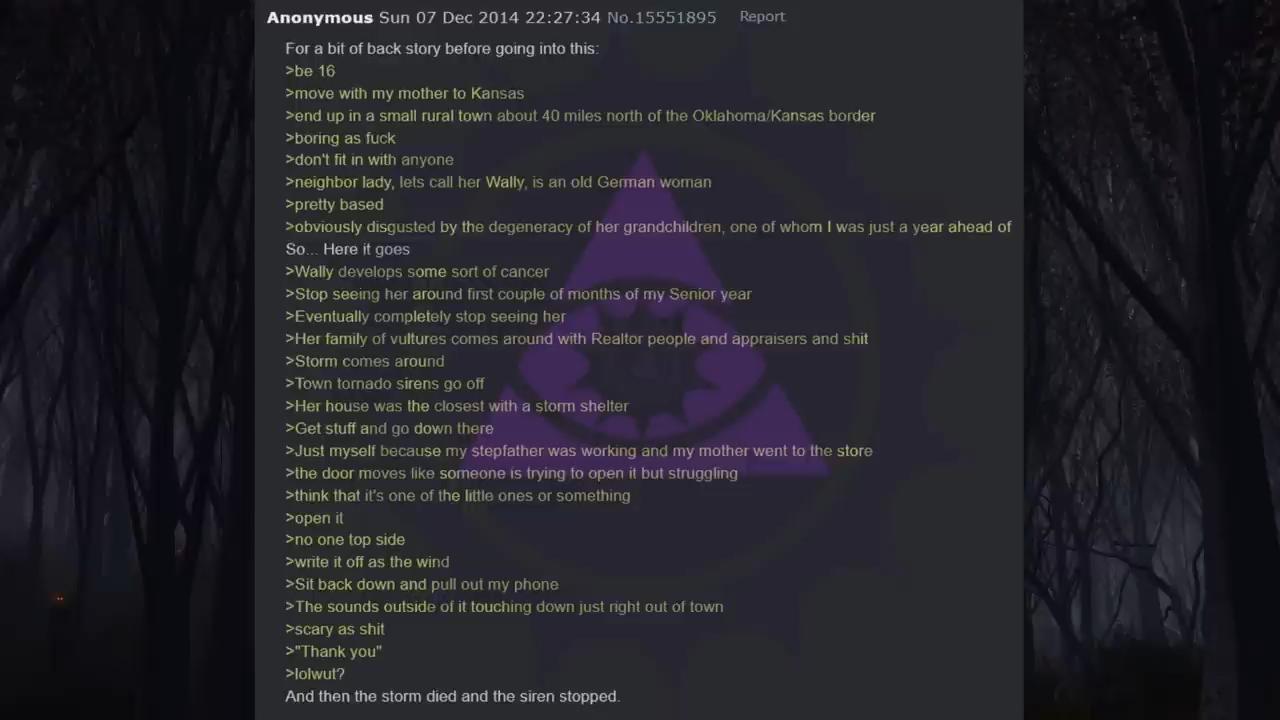 Anonymous Sun 07 Dec 2014 22:27:34 No.15551895 Report
For a bit of back story before going into this:
>be 16
>move with my mother to Kansas
>end up in a small rural town about 40 miles north of the Oklahoma/Kansas border
>boring as fuck
>don't fit in with anyone
>neighbor lady, lets call her Wally, is an old German woman
>pretty based
>obviously disgusted by the degeneracy of her grandchildren, one of whom I was just a year ahead of
So... Here it goes
>Wally develops some sort of cancer
>Stop seeing her around first couple of months of my Senior year
>Eventually completely stop seeing her
>Her family of vultures comes around with Realtor people and appraisers and shit
>Storm comes around
>Town tornado sirens go off
>Her house was the closest with a storm shelter
>Get stuff and go down there
>Just myself because my stepfather was working and my mother went to the store
>the door moves like someone is trying to open it but struggling
>think that it's one of the little ones or something
>open it
>no one top side
>write it off as the wind
>Sit back down and pull out my phone
>The sounds outside of it touching down just right out of town
>scary as shit
>"Thank you"
>lolwut?
And then the storm died and the siren stopped.